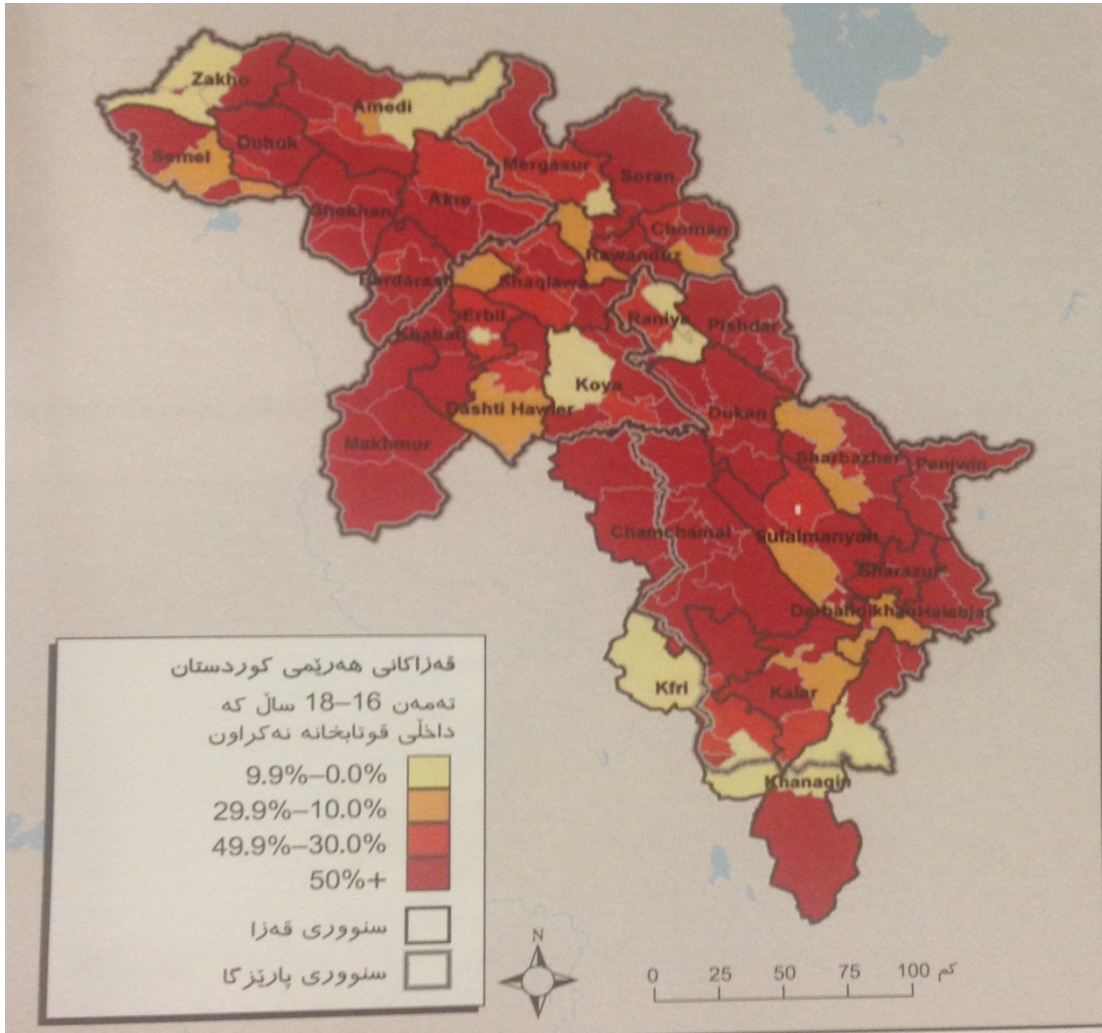 Zakho
Amedi
Duhok
Semel
Mergasur
Soran
Akre
Shekhan
Choman
Rawanduz
Bardarash
Shaqlawa
Erbil
Raniya
Pishdar
Khabat
Koya
Dashti Hawler
Dukan
Makhmur
Sharbazher
Penjwin
Chamchamal
Sulaimanyah
Sharazur
Darbandikhan
Halabja
Kfri
Kalar
Khanaqin
قەزاکانی هەرێمی کوردستان
تەمەن 16–18 ساڵ کە
داخڵی قوتابخانە نەکراون
9.9%–0.0%
29.9%–10.0%
49.9%–30.0%
50%+
سنووری قەزا
سنووری پارێزگا
N
0 25 50 75 100 کم